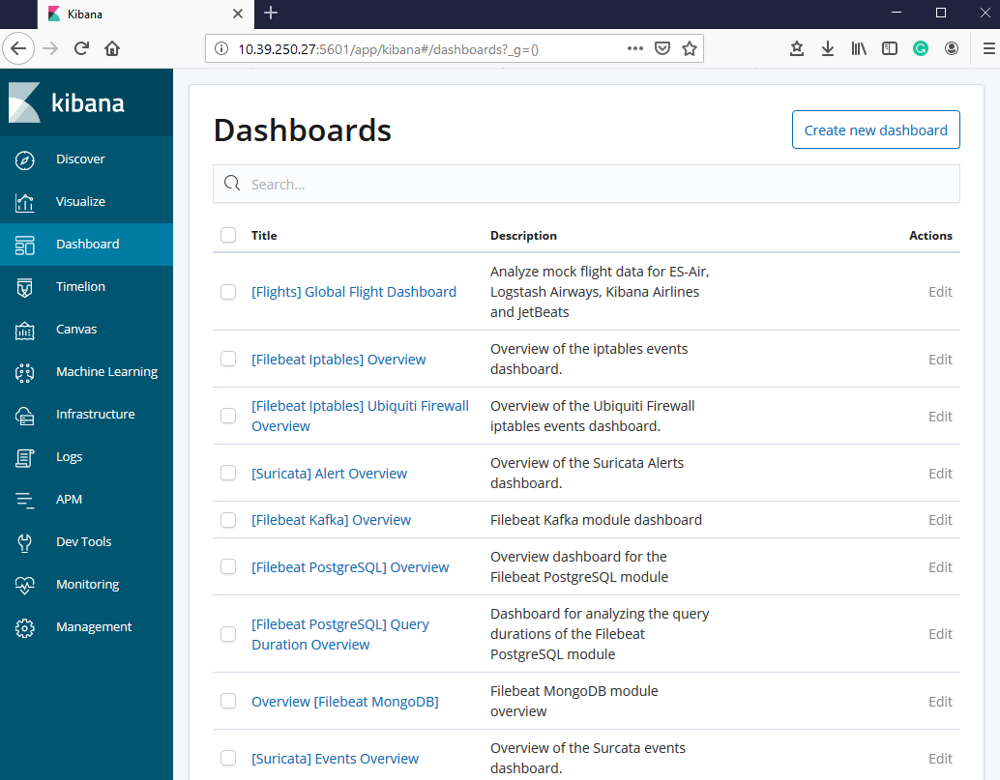 Kibana
10.39.250.27:5601/app/kibana#/dashboards?_g=()
kibana
Discover
Visualize
Dashboard
Timelion
Canvas
Machine Learning
Infrastructure
Logs
APM
Dev Tools
Monitoring
Management
Dashboards
Create new dashboard
Search...
Title Description Actions
[Flights] Global Flight Dashboard
Analyze mock flight data for ES-Air,
Logstash Airways, Kibana Airlines
and JetBeats
Edit
[Filebeat Iptables] Overview
Overview of the iptables events
dashboard.
Edit
[Filebeat Iptables] Ubiquiti Firewall
Overview
Overview of the Ubiquiti Firewall
iptables events dashboard.
Edit
[Suricata] Alert Overview
Overview of the Suricata Alerts
dashboard.
Edit
[Filebeat Kafka] Overview
Filebeat Kafka module dashboard
Edit
[Filebeat PostgreSQL] Overview
Overview dashboard for the
Filebeat PostgreSQL module
Edit
[Filebeat PostgreSQL] Query
Duration Overview
Dashboard for analyzing the query
durations of the Filebeat
PostgreSQL module
Edit
Overview [Filebeat MongoDB]
Filebeat MongoDB module
overview
Edit
[Suricata] Events Overview
Overview of the Surcata events
dashboard.
Edit